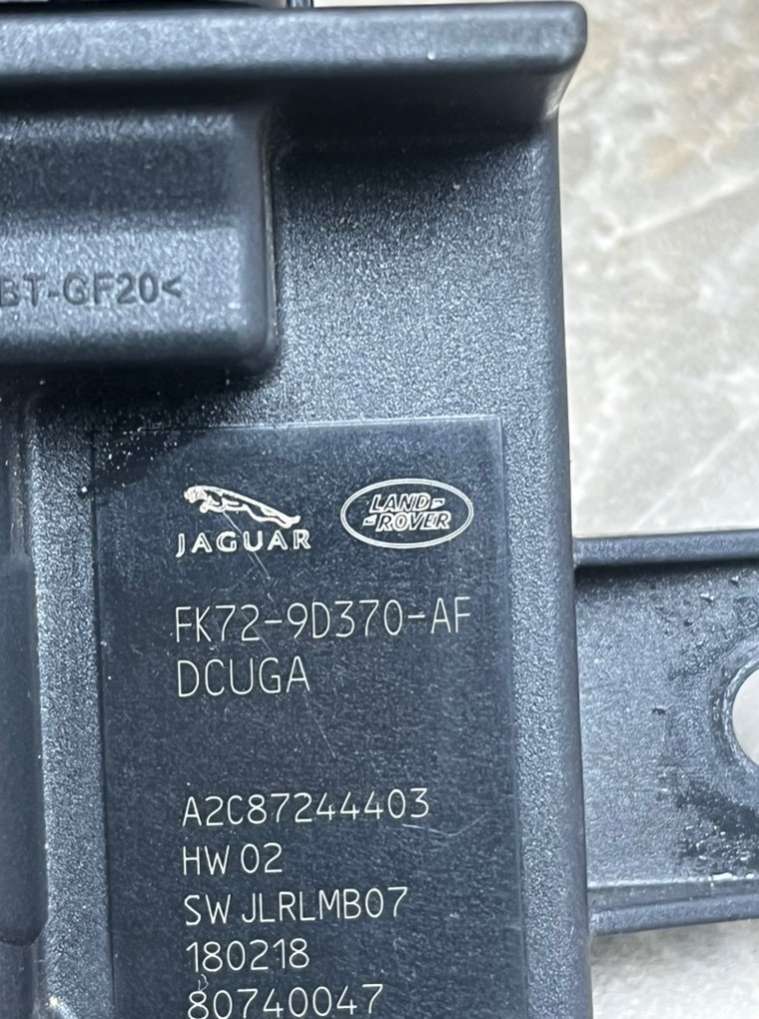 BT-GF20<
JAGUAR
LAND-
-ROVER
FK72-9D370-AF
DCUGA
A2C87244403
HW 02
SW JLRLMB07
180218
80740047